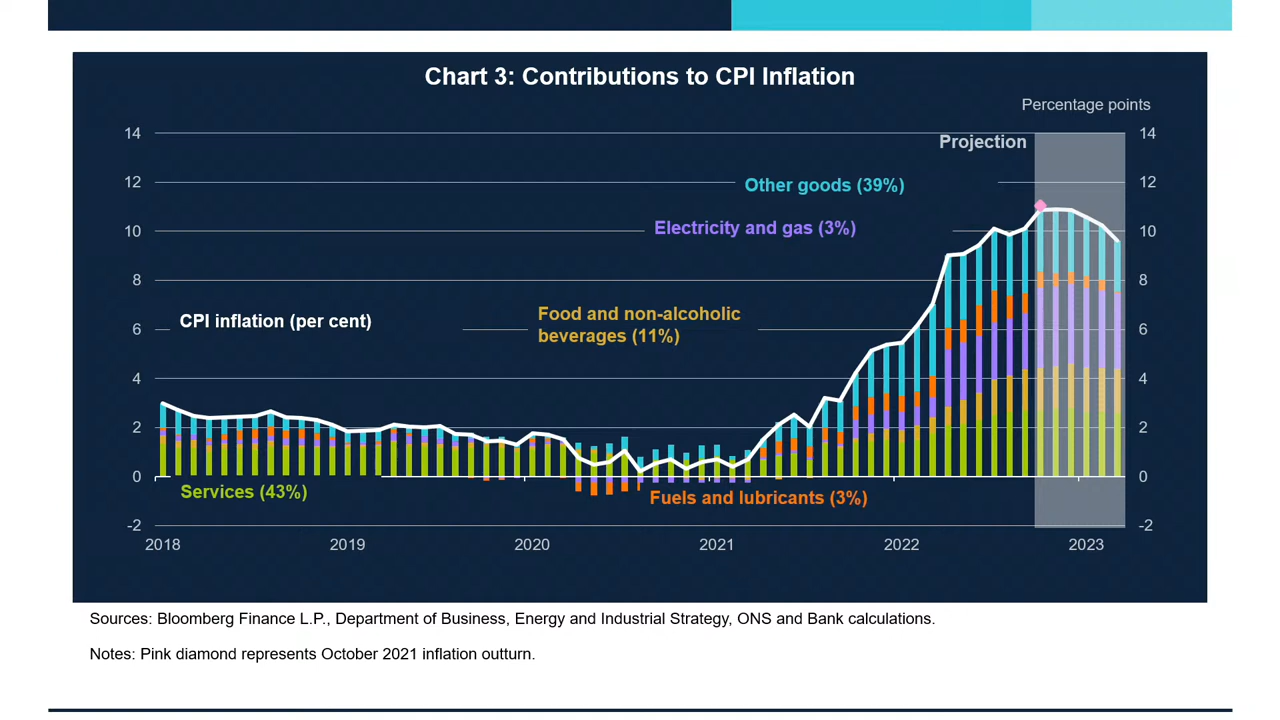 Chart 3: Contributions to CPI Inflation
Percentage points
14
14
Projection
12
Other goods (39%)
12
10
Electricity and gas (3%)
10
8
8
CPI inflation (per cent)
Food and non-alcoholic
beverages (11%)
6
6
4
4
2
2
0
0
Services (43%)
Fuels and lubricants (3%)
-2
-2
2018
2019
2020
2021
2022
2023
Sources: Bloomberg Finance L.P., Department of Business, Energy and Industrial Strategy, ONS and Bank calculations.
Notes: Pink diamond represents October 2021 inflation outturn.